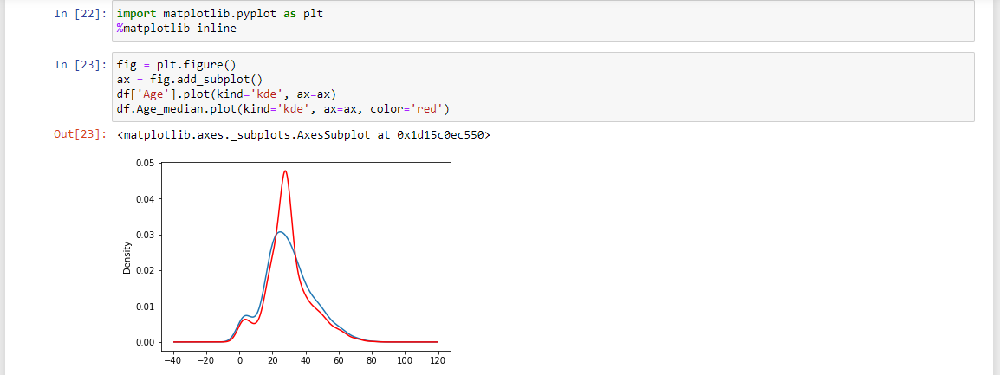 In [22]: import matplotlib.pyplot as plt
%matplotlib inline
In [23]: fig = plt.figure()
ax = fig.add_subplot()
df['Age'].plot(kind='kde', ax=ax)
df.Age_median.plot(kind='kde', ax=ax, color='red')
Out[23]: <matplotlib.axes._subplots.AxesSubplot at 0x1d15c0ec550>
0.05
0.04
0.03
0.02
0.01
0.00
Density
−40 −20 0 20 40 60 80 100 120